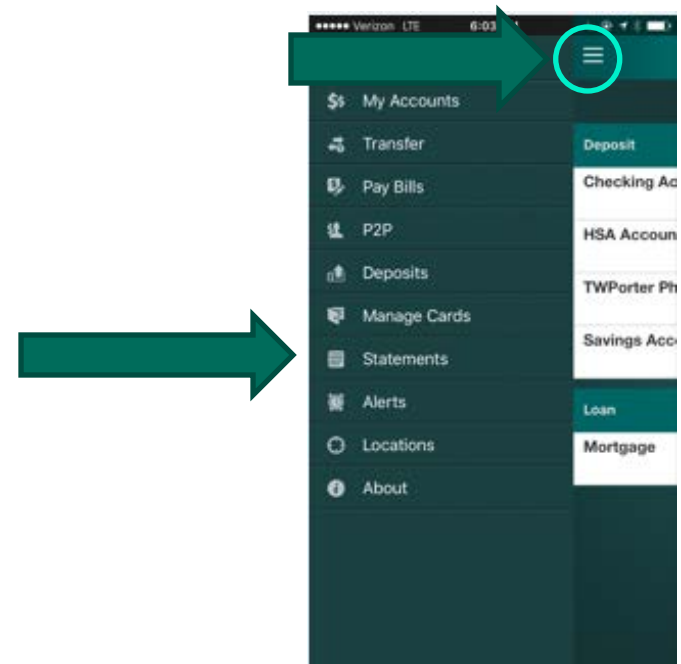 Verizon LTE 6:03
My Accounts
Transfer
Pay Bills
P2P
Deposits
Manage Cards
Statements
Alerts
Locations
About
Deposit
Checking Ac
HSA Accoun
TWPorter Ph
Savings Acc
Loan
Mortgage